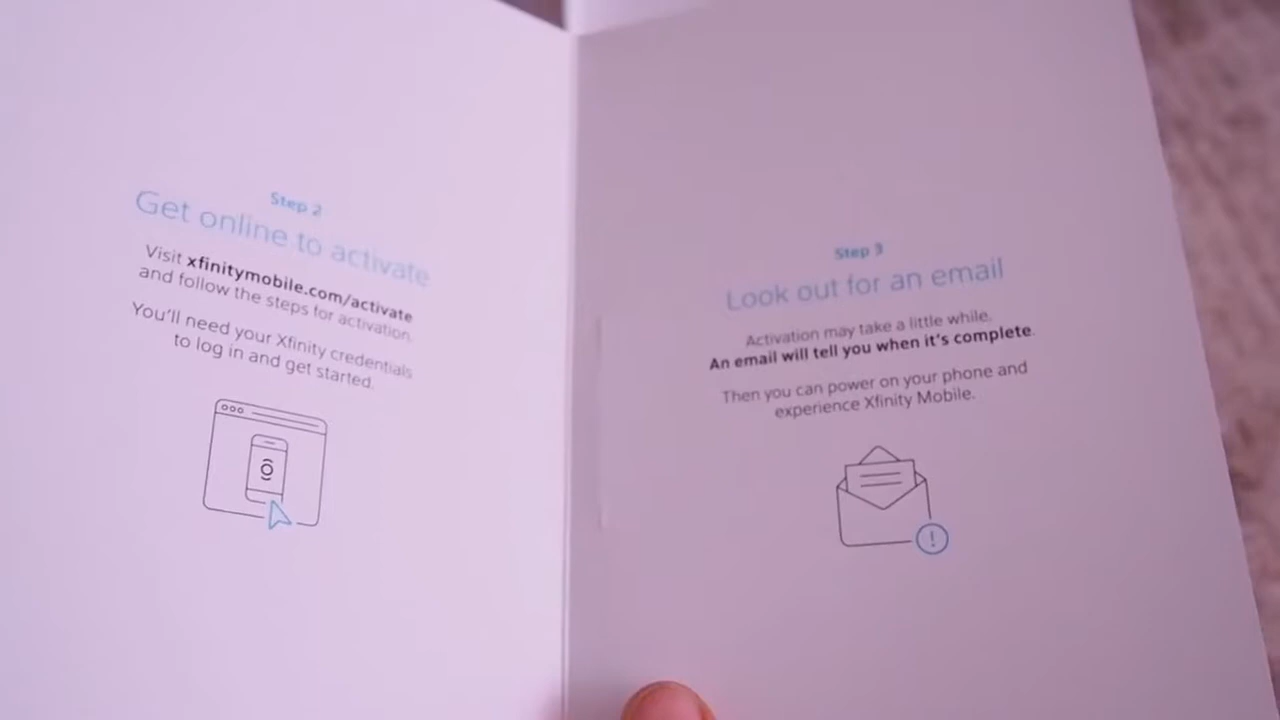 Step 2
Get online to activate
Visit xfinitymobile.com/activate
and follow the steps for activation.
You'll need your Xfinity credentials
to log in and get started.
Step 3
Look out for an email
Activation may take a little while.
An email will tell you when it's complete.
Then you can power on your phone and
experience Xfinity Mobile.